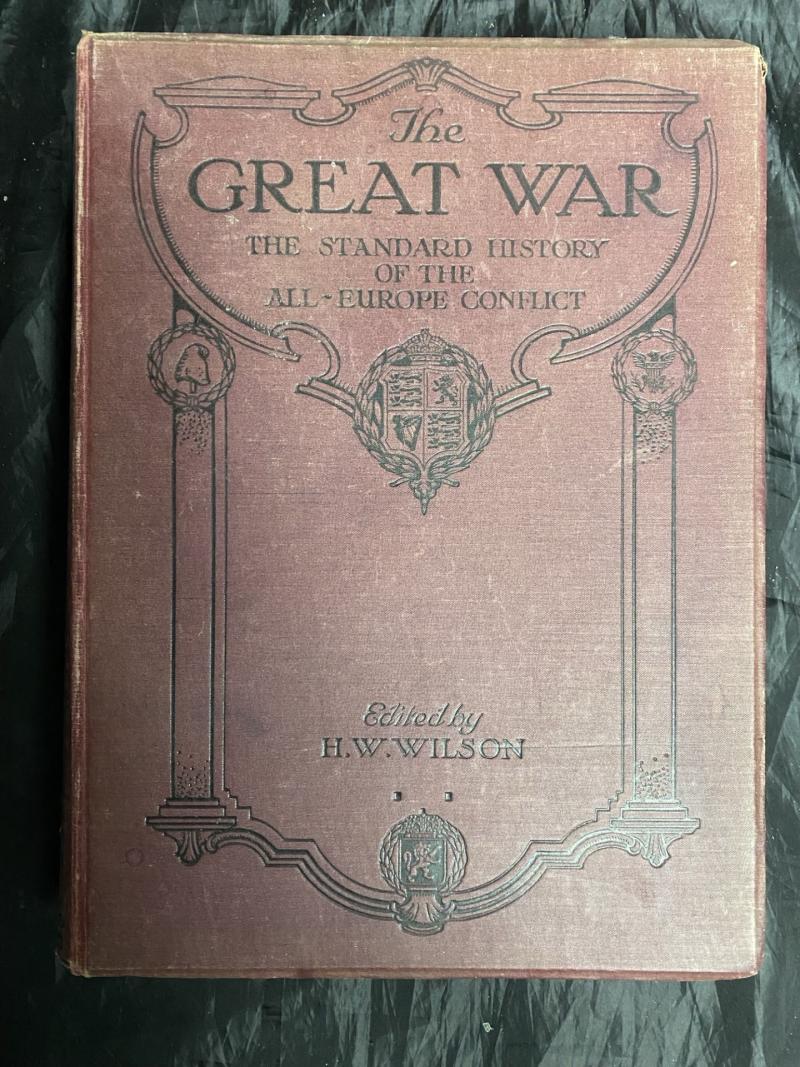 The
GREAT WAR
THE STANDARD HISTORY
OF THE
ALL-EUROPE CONFLICT
Edited by
H.W.WILSON